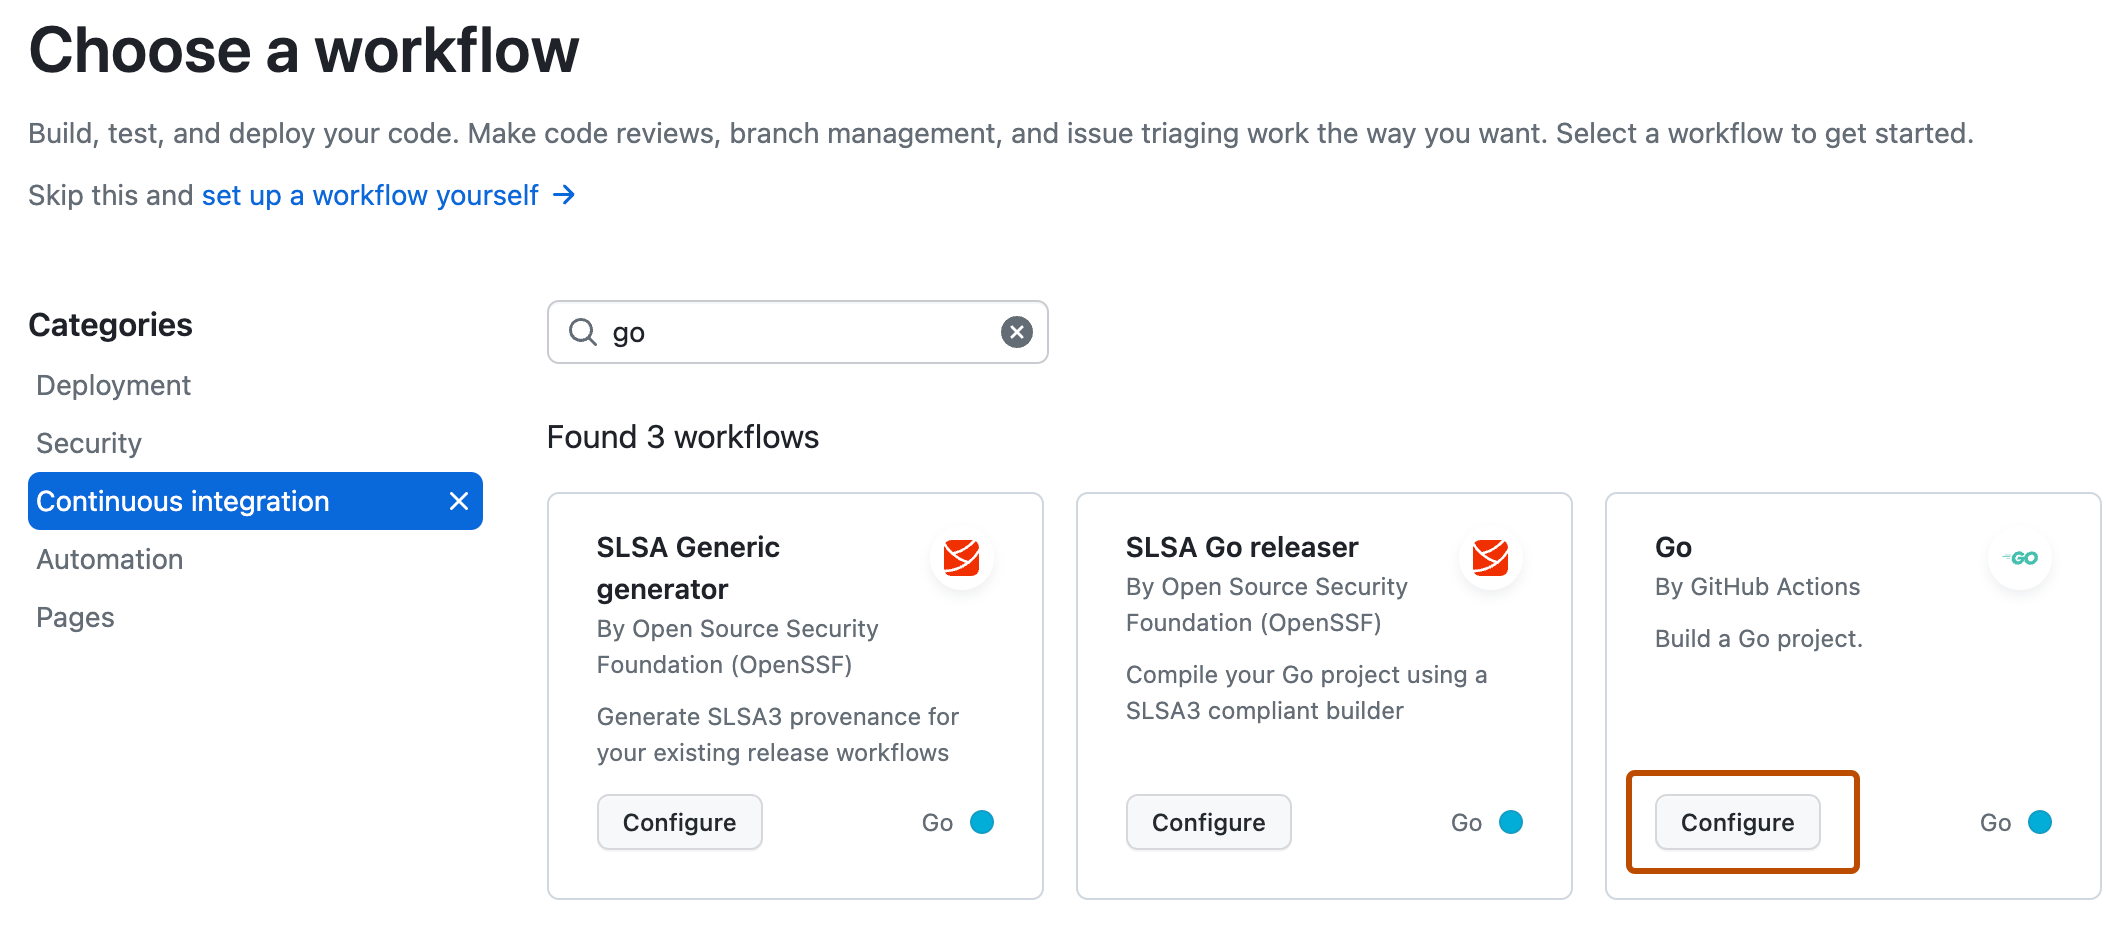 Choose a workflow
Build, test, and deploy your code. Make code reviews, branch management, and issue triaging work the way you want. Select a workflow to get started.
Skip this and set up a workflow yourself →
Categories
Deployment
Security
Continuous integration
Automation
Pages
go
Found 3 workflows
SLSA Generic
generator
By Open Source Security
Foundation (OpenSSF)
Generate SLSA3 provenance for
your existing release workflows
Configure
Go
SLSA Go releaser
By Open Source Security
Foundation (OpenSSF)
Compile your Go project using a
SLSA3 compliant builder
Configure
Go
Go
GO
By GitHub Actions
Build a Go project.
Configure
Go